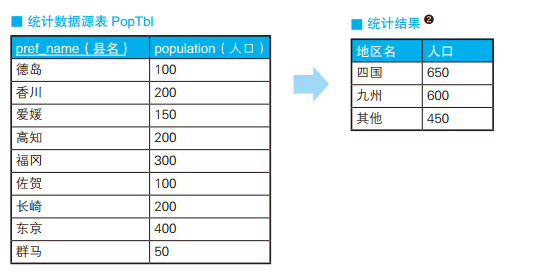 ■ 统计数据源表 PopTbl
pref_name（县名） population（人口）
德岛 100
香川 200
爱媛 150
高知 200
福冈 300
佐贺 100
长崎 200
东京 400
群马 50
■ 统计结果❷
地区名 人口
四国 650
九州 600
其他 450